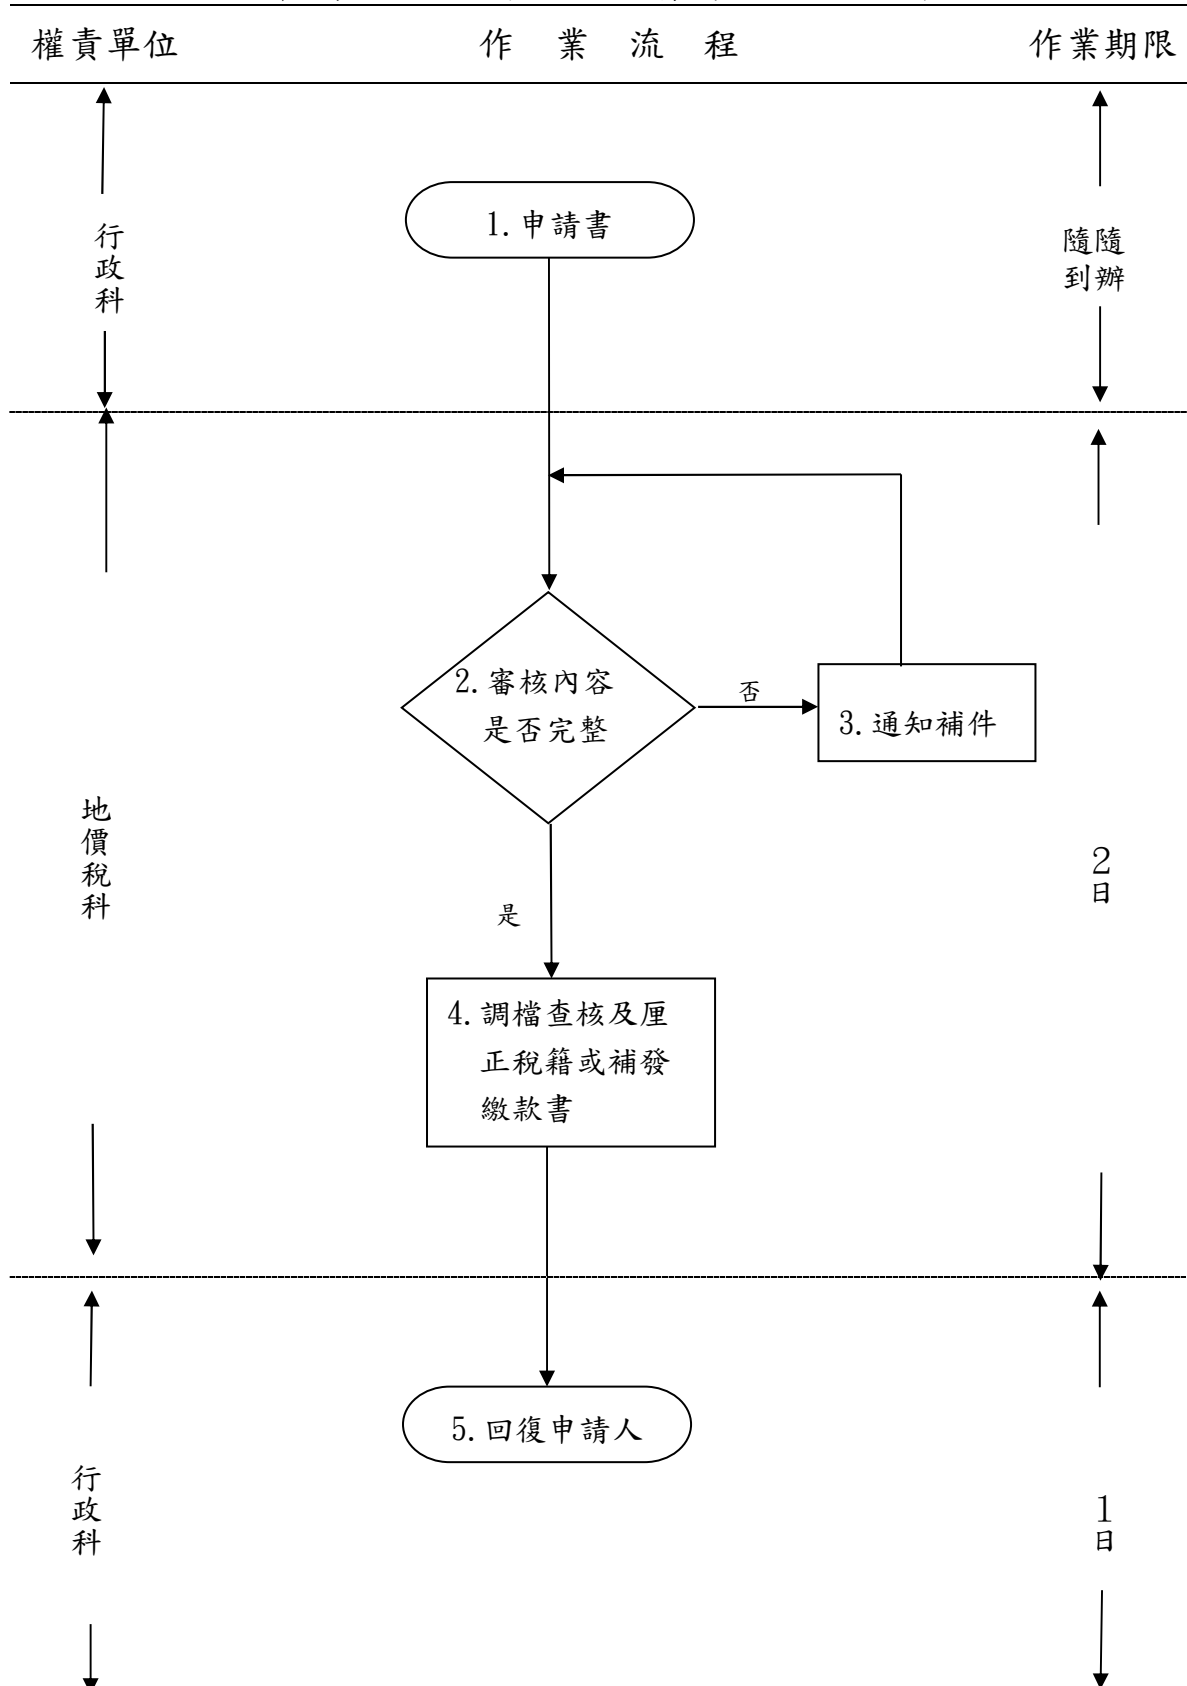 權責單位 作業流程 作業期限
1.申請書
行政科
隨到
隨辦
2.審核內容
是否完整
否
3.通知補件
地價稅科
2日
是
4.調檔查核及厘
正稅籍或補發
繳款書
5.回復申請人
行政科
1日